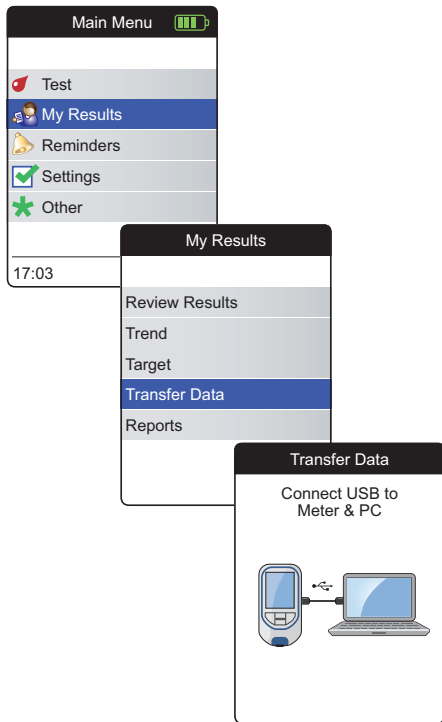 Main Menu
Test
My Results
Reminders
Settings
Other
17:03
My Results
Review Results
Trend
Target
Transfer Data
Reports
Transfer Data
Connect USB to
Meter & PC